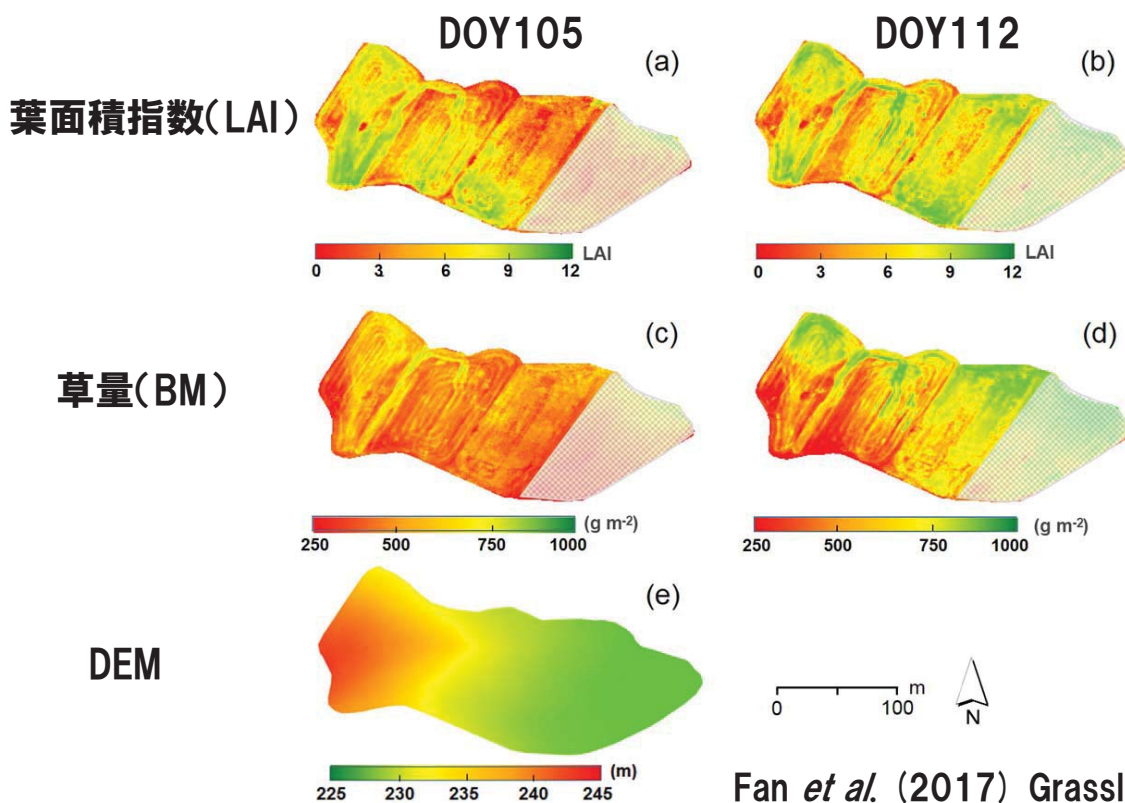 DOY105 DOY112
葉面積指数(LAI) (a) (b)
LAI LAI
0 3 6 9 12 0 3 6 9 12
草量(BM) (c) (d)
(g m⁻²) (g m⁻²)
250 500 750 1000 250 500 750 1000
DEM (e)
m
0 100 N
(m)
225 230 235 240 245
Fan et al. (2017) Grassl